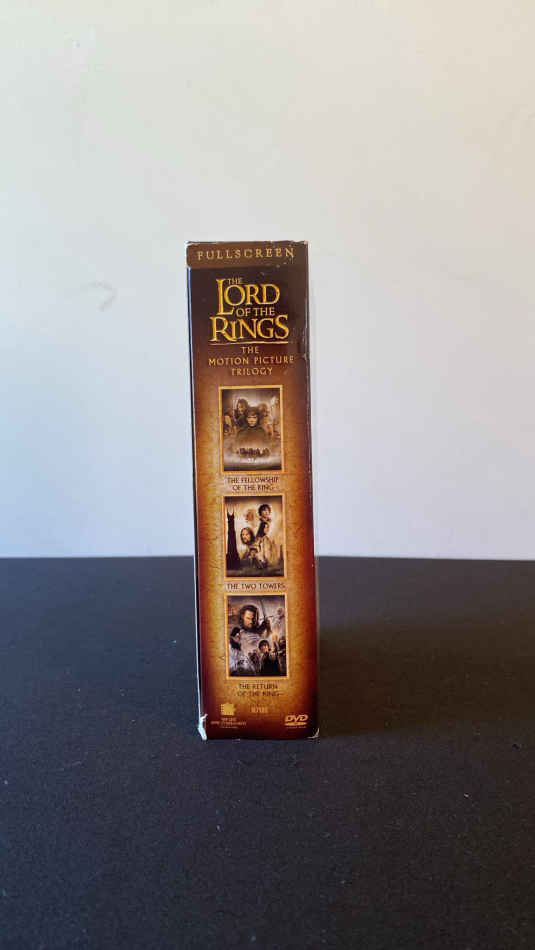 FULLSCREEN
THE
LORD
OF THE
RINGS
THE
MOTION PICTURE
TRILOGY
THE FELLOWSHIP
OF THE RING
THE TWO TOWERS
THE RETURN
OF THE KING
DVD